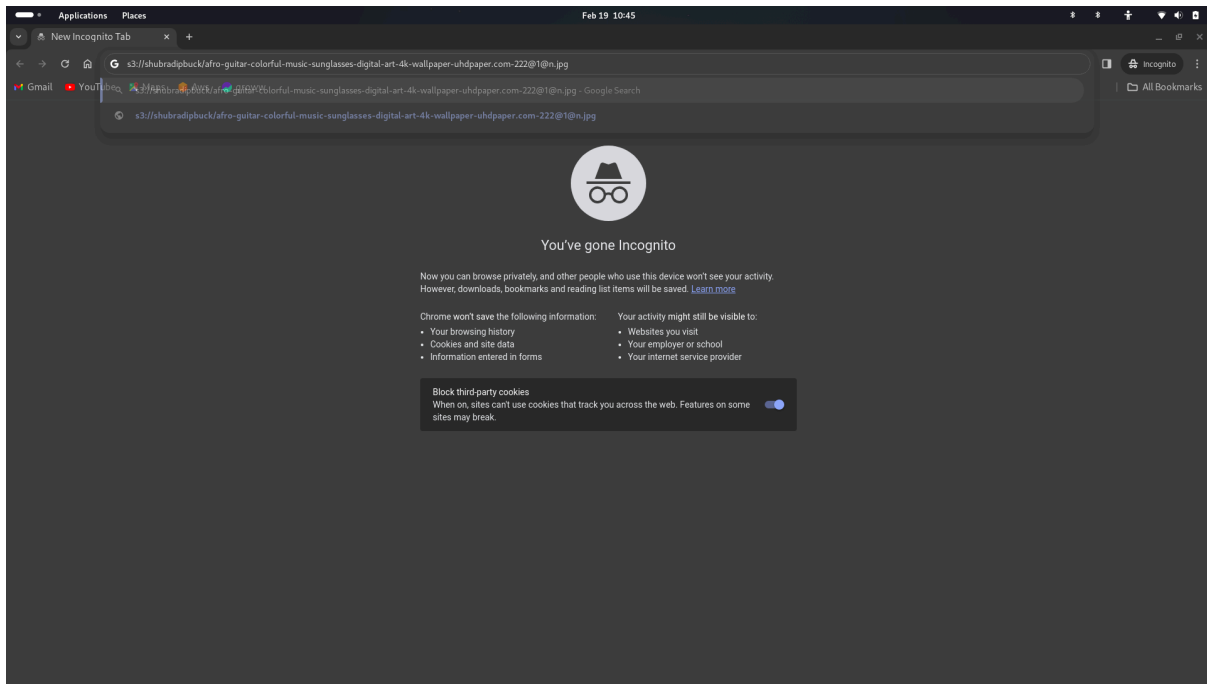 Applications Places Feb 19 10:45
New Incognito Tab
s3://shubradipbuck/afro-guitar-colorful-music-sunglasses-digital-art-4k-wallpaper-uhdpaper.com-222@1@n.jpg Incognito
Gmail YouTube Maps Aws groww All Bookmarks
s3://shubradipbuck/afro-guitar-colorful-music-sunglasses-digital-art-4k-wallpaper-uhdpaper.com-222@1@n.jpg - Google Search
s3://shubradipbuck/afro-guitar-colorful-music-sunglasses-digital-art-4k-wallpaper-uhdpaper.com-222@1@n.jpg
You've gone Incognito
Now you can browse privately, and other people who use this device won't see your activity.
However, downloads, bookmarks and reading list items will be saved. Learn more
Chrome won't save the following information:
• Your browsing history
• Cookies and site data
• Information entered in forms
Your activity might still be visible to:
• Websites you visit
• Your employer or school
• Your internet service provider
Block third-party cookies
When on, sites can't use cookies that track you across the web. Features on some
sites may break.